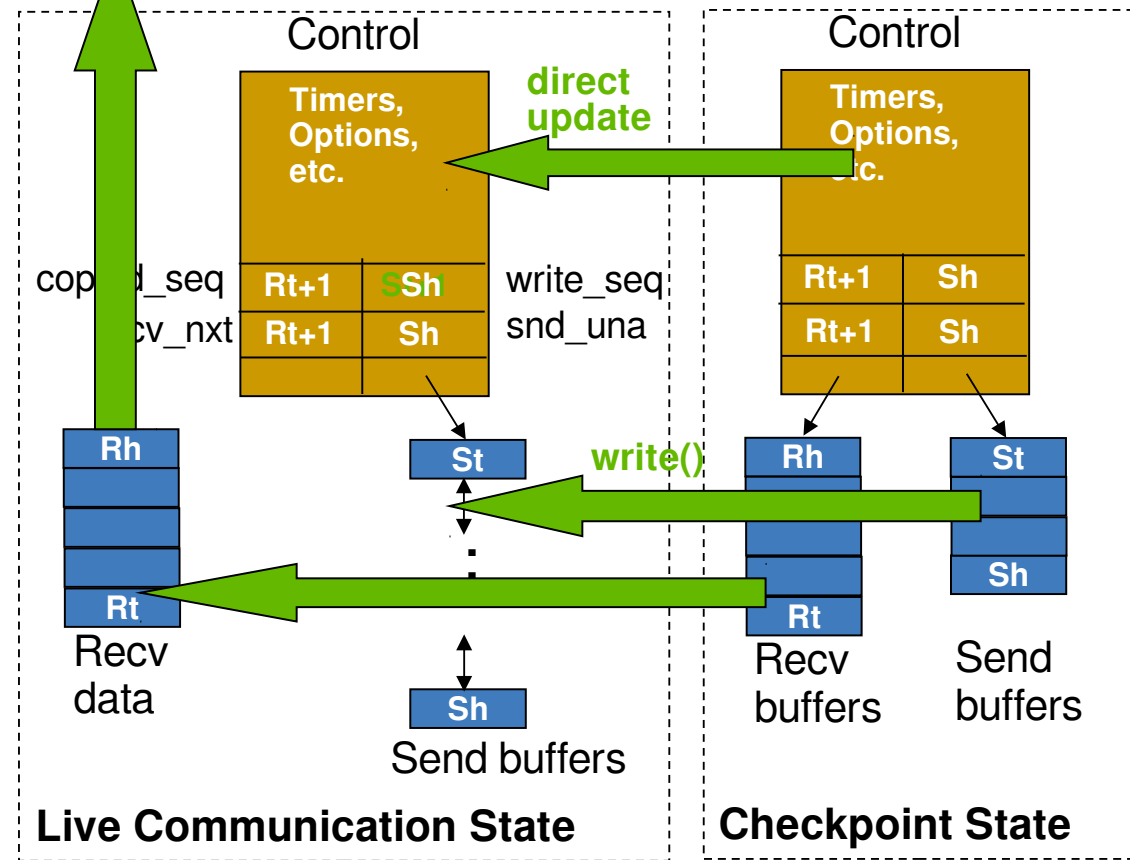 Control
Timers,
Options,
etc.
direct
update
Control
Timers,
Options,
etc.
Rt+1 Sh write_seq
Rt+1 Sh snd_una
Rt+1 Sh
Rt+1 Sh
Rh
St
write()
Rh
St
Sh
Rt
Rt
Recv
data
Sh
Send buffers
Recv
buffers
Send
buffers
Live Communication State
Checkpoint State